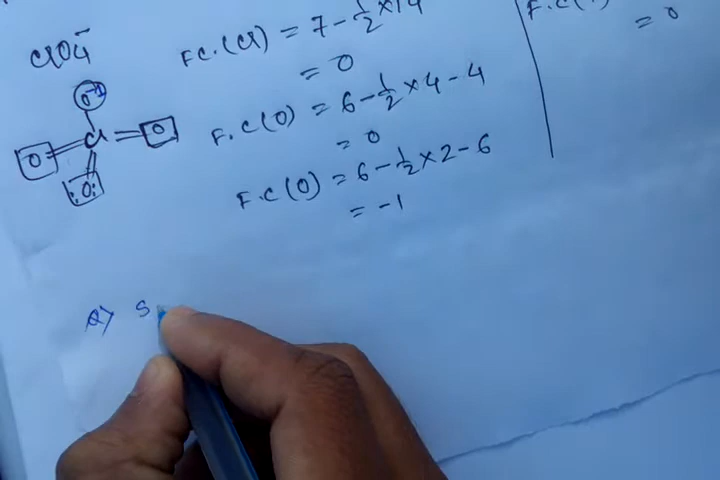 ClO4⁻
F.C.(Cl) = 7 - 1/2 × 14
= 0
F.C(O) = 6 - 1/2 × 4 - 4
= 0
F.C(O) = 6 - 1/2 × 2 - 6
= -1
O⁻¹
O Cl O
O
= 0
Q) S